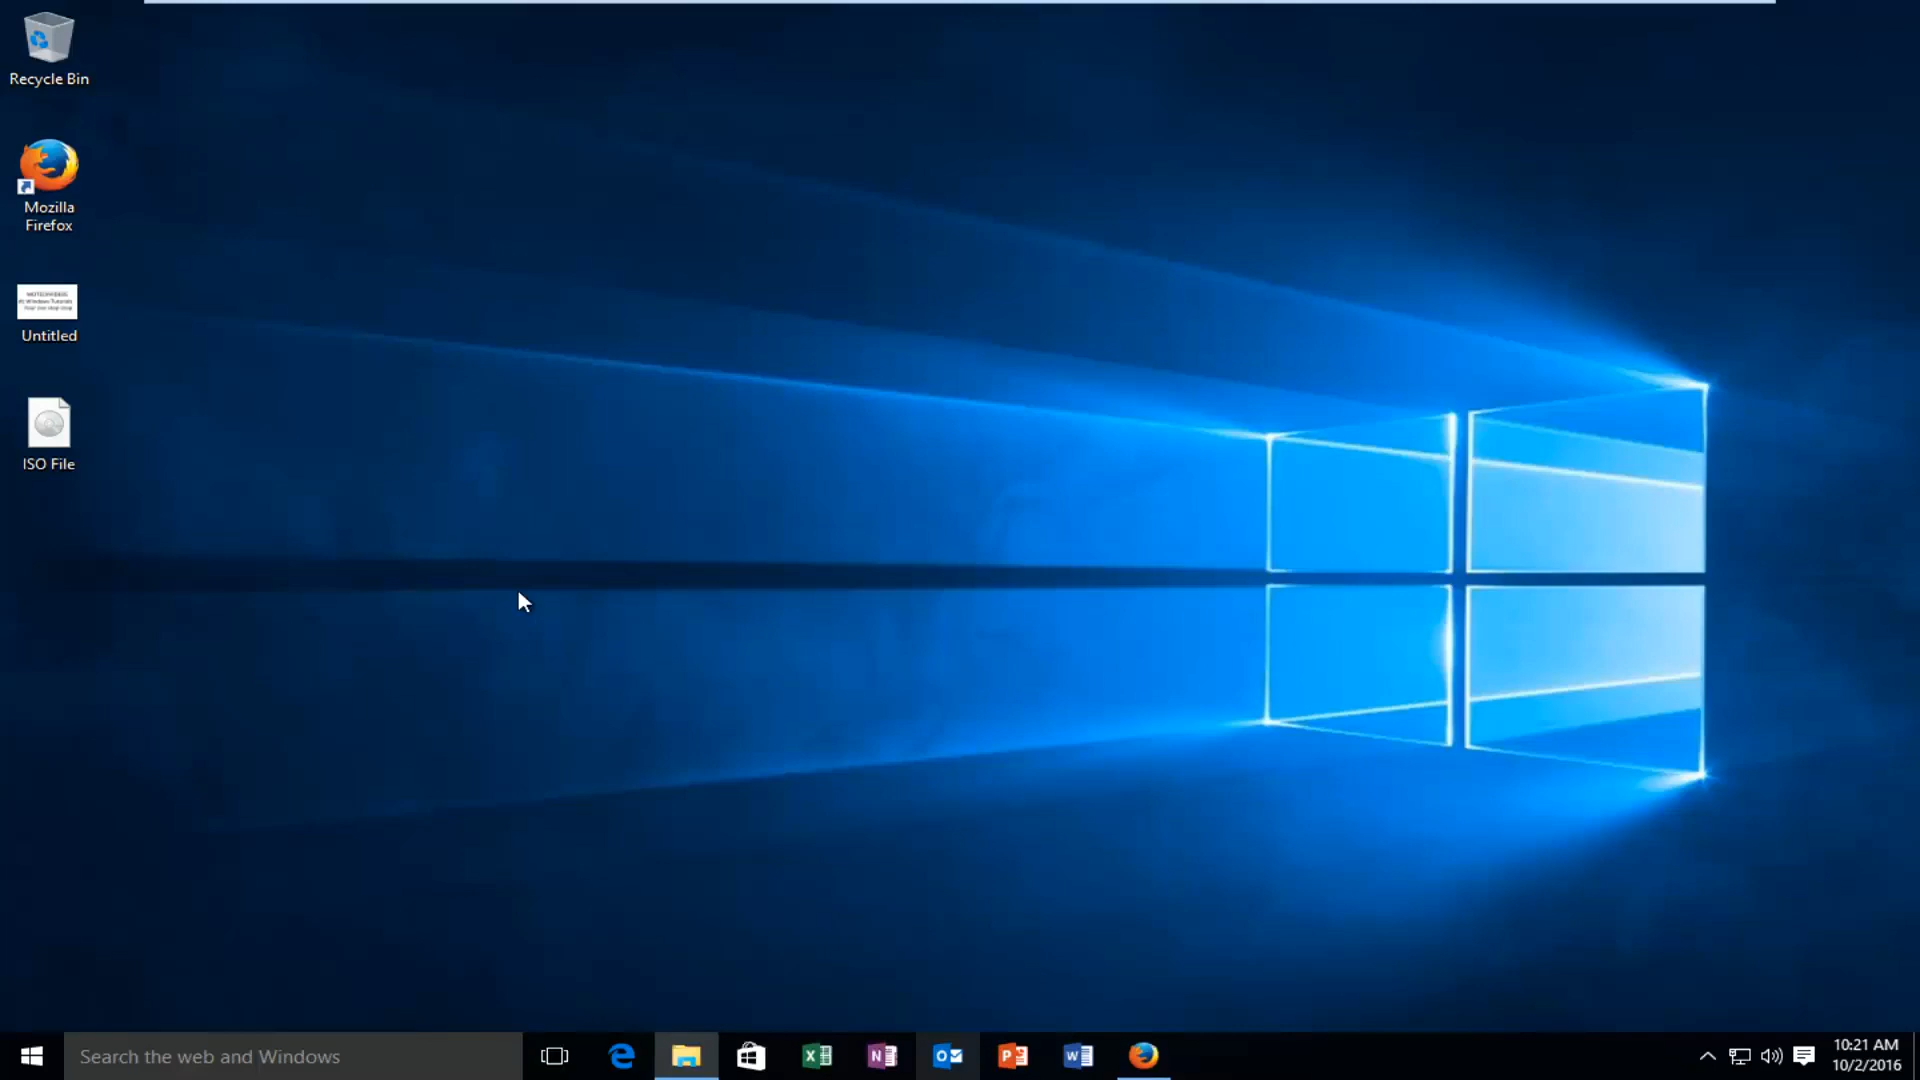 Recycle Bin
Mozilla
Firefox
Untitled
ISO File
Search the web and Windows
10:21 AM
10/2/2016